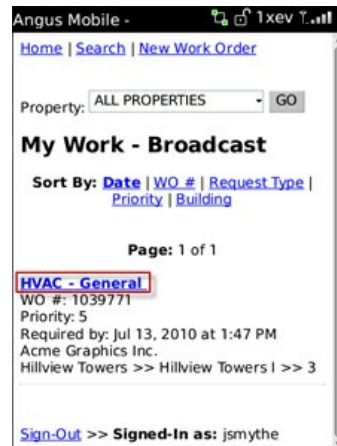 Angus Mobile - 1xev
Home | Search | New Work Order
Property: ALL PROPERTIES GO
My Work - Broadcast
Sort By: Date | WO # | Request Type |
Priority | Building
Page: 1 of 1
HVAC - General
WO #: 1039771
Priority: 5
Required by: Jul 13, 2010 at 1:47 PM
Acme Graphics Inc.
Hillview Towers >> Hillview Towers I >> 3
Sign-Out >> Signed-In as: jsmythe